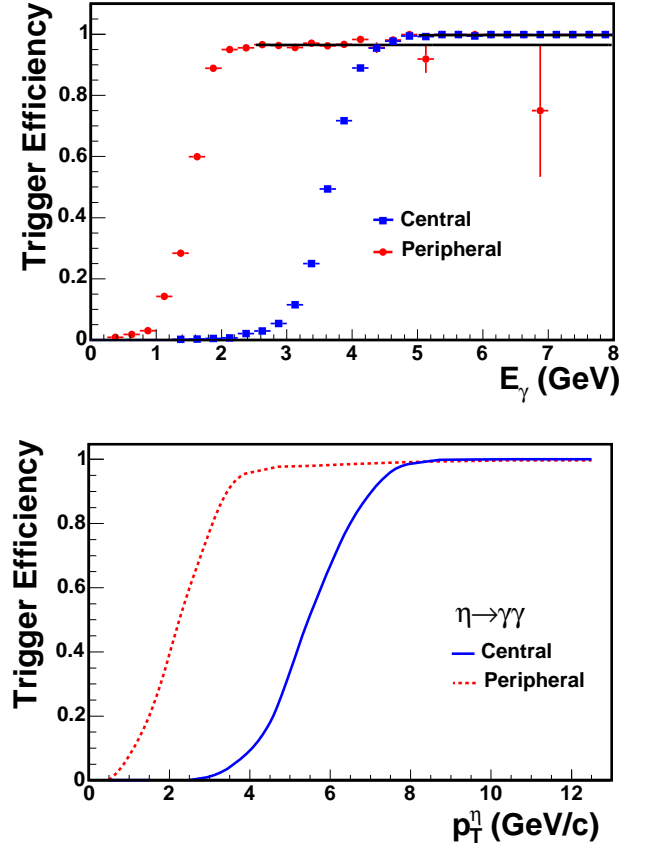 Trigger Efficiency
1
0.8
0.6
0.4
0.2
0
Central
Peripheral
0 1 2 3 4 5 6 7 8
E_γ (GeV)
Trigger Efficiency
1
0.8
0.6
0.4
0.2
0
η→γγ
Central
Peripheral
0 2 4 6 8 10 12
p_T^η (GeV/c)